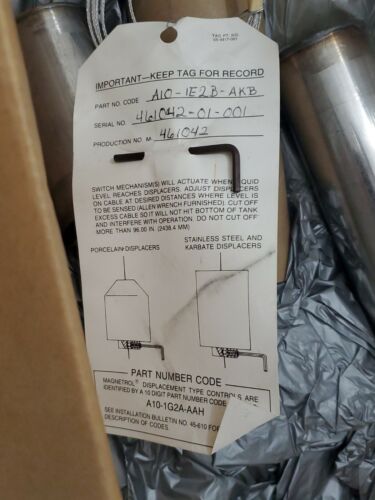 TAG PT. NO.
IMPORTANT—KEEP TAG FOR RECORD
PART NO. CODE A10-1E2B-AKB
SERIAL NO. 461042-01-001
PRODUCTION NO. M- 461042
SWITCH MECHANISM(S) WILL ACTUATE WHEN LIQUID
LEVEL REACHES DISPLACERS. ADJUST DISPLACERS
ON CABLE AT DESIRED DISTANCES WHERE LEVEL IS
TO BE SENSED (ALLEN WRENCH FURNISHED). CUT OFF
EXCESS CABLE SO IT WILL NOT HIT BOTTOM OF TANK
AND INTERFERE WITH OPERATION. DO NOT CUT OFF
MORE THAN 96.00 IN. (2438.4 MM)
PORCELAIN DISPLACERS
STAINLESS STEEL AND
KARBATE DISPLACERS
PART NUMBER CODE
MAGNETROL® DISPLACEMENT TYPE CONTROLS ARE
IDENTIFIED BY A 10 DIGIT PART NUMBER CODE
A10-1G2A-AAH
SEE INSTALLATION BULLETIN NO. 45-610 FOR
DESCRIPTION OF CODES.